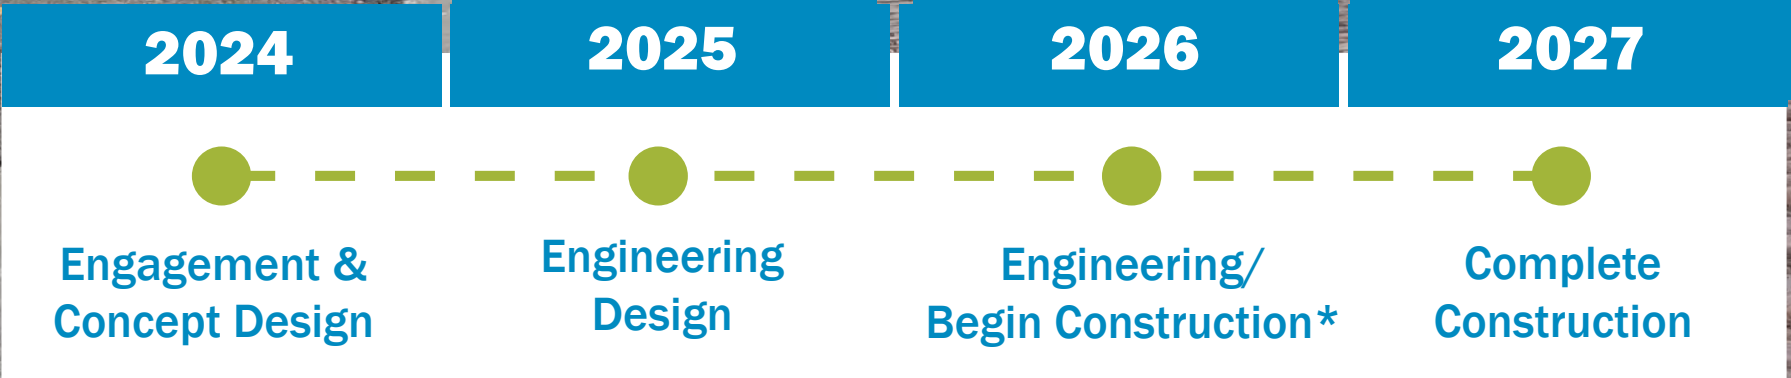 2024
2025
2026
2027
Engagement &
Concept Design
Engineering
Design
Engineering/
Begin Construction*
Complete
Construction